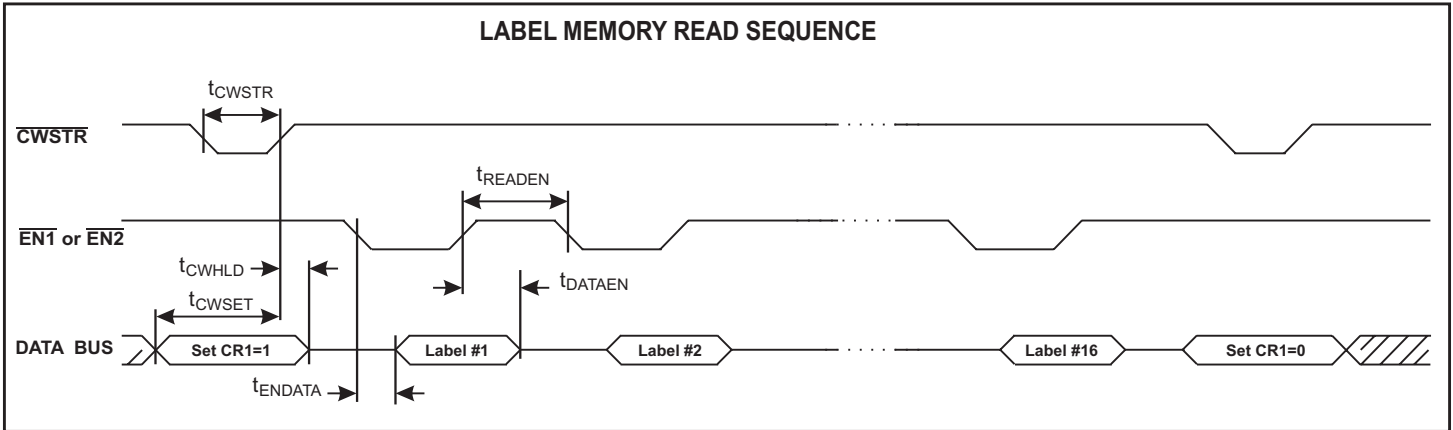 LABEL MEMORY READ SEQUENCE
tCWSTR
CWSTR
tREADEN
EN1 or EN2
tCWHLD
tDATAEN
tCWSET
DATA BUS
Set CR1=1
Label #1
Label #2
Label #16
Set CR1=0
tENDATA